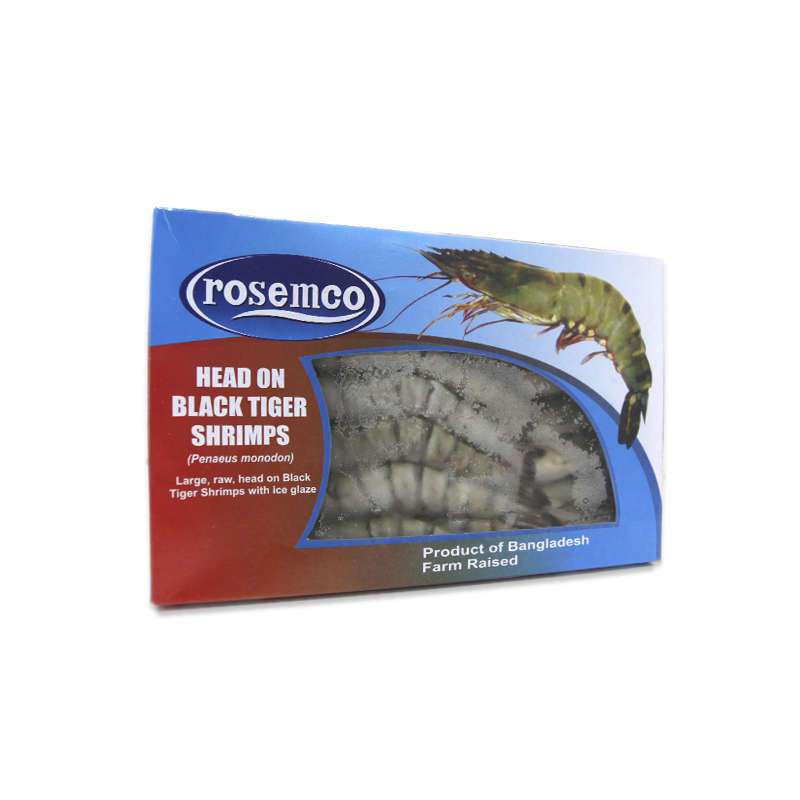 rosemco
HEAD ON
BLACK TIGER
SHRIMPS
(Penaeus monodon)
Large, raw, head on Black
Tiger Shrimps with ice glaze
Product of Bangladesh
Farm Raised